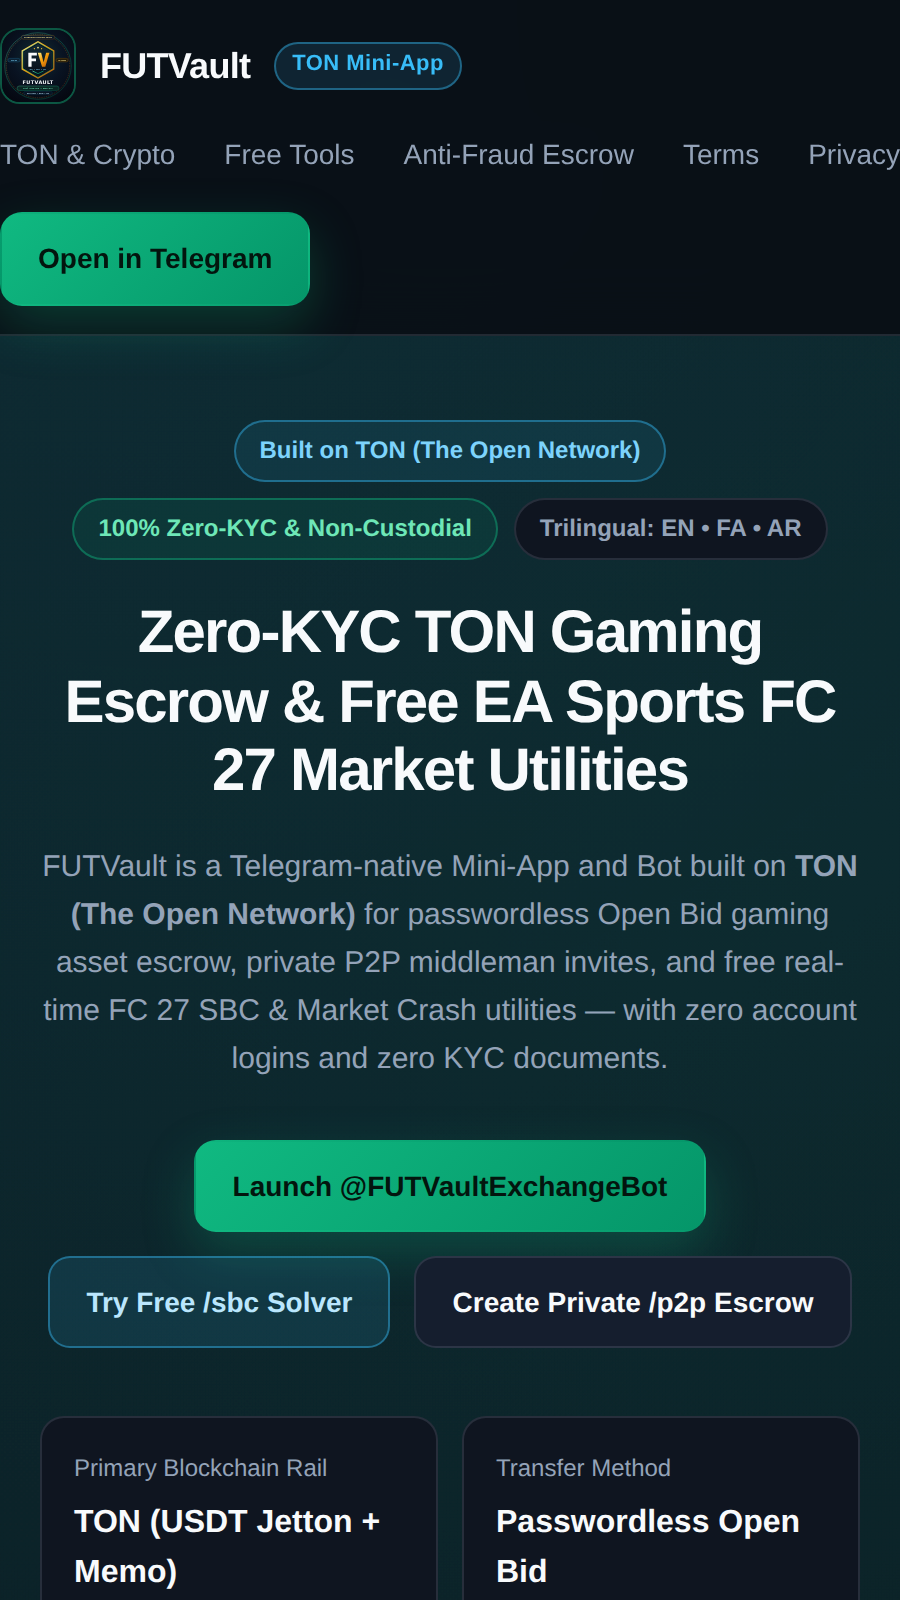 FV
FUTVAULT
FUTVault
TON Mini-App
TON & Crypto
Free Tools
Anti-Fraud Escrow
Terms
Privacy
Open in Telegram
Built on TON (The Open Network)
100% Zero-KYC & Non-Custodial
Trilingual: EN • FA • AR
Zero-KYC TON Gaming
Escrow & Free EA Sports FC
27 Market Utilities
FUTVault is a Telegram-native Mini-App and Bot built on TON
(The Open Network) for passwordless Open Bid gaming
asset escrow, private P2P middleman invites, and free real-
time FC 27 SBC & Market Crash utilities — with zero account
logins and zero KYC documents.
Launch @FUTVaultExchangeBot
Try Free /sbc Solver
Create Private /p2p Escrow
Primary Blockchain Rail
TON (USDT Jetton +
Memo)
Transfer Method
Passwordless Open
Bid